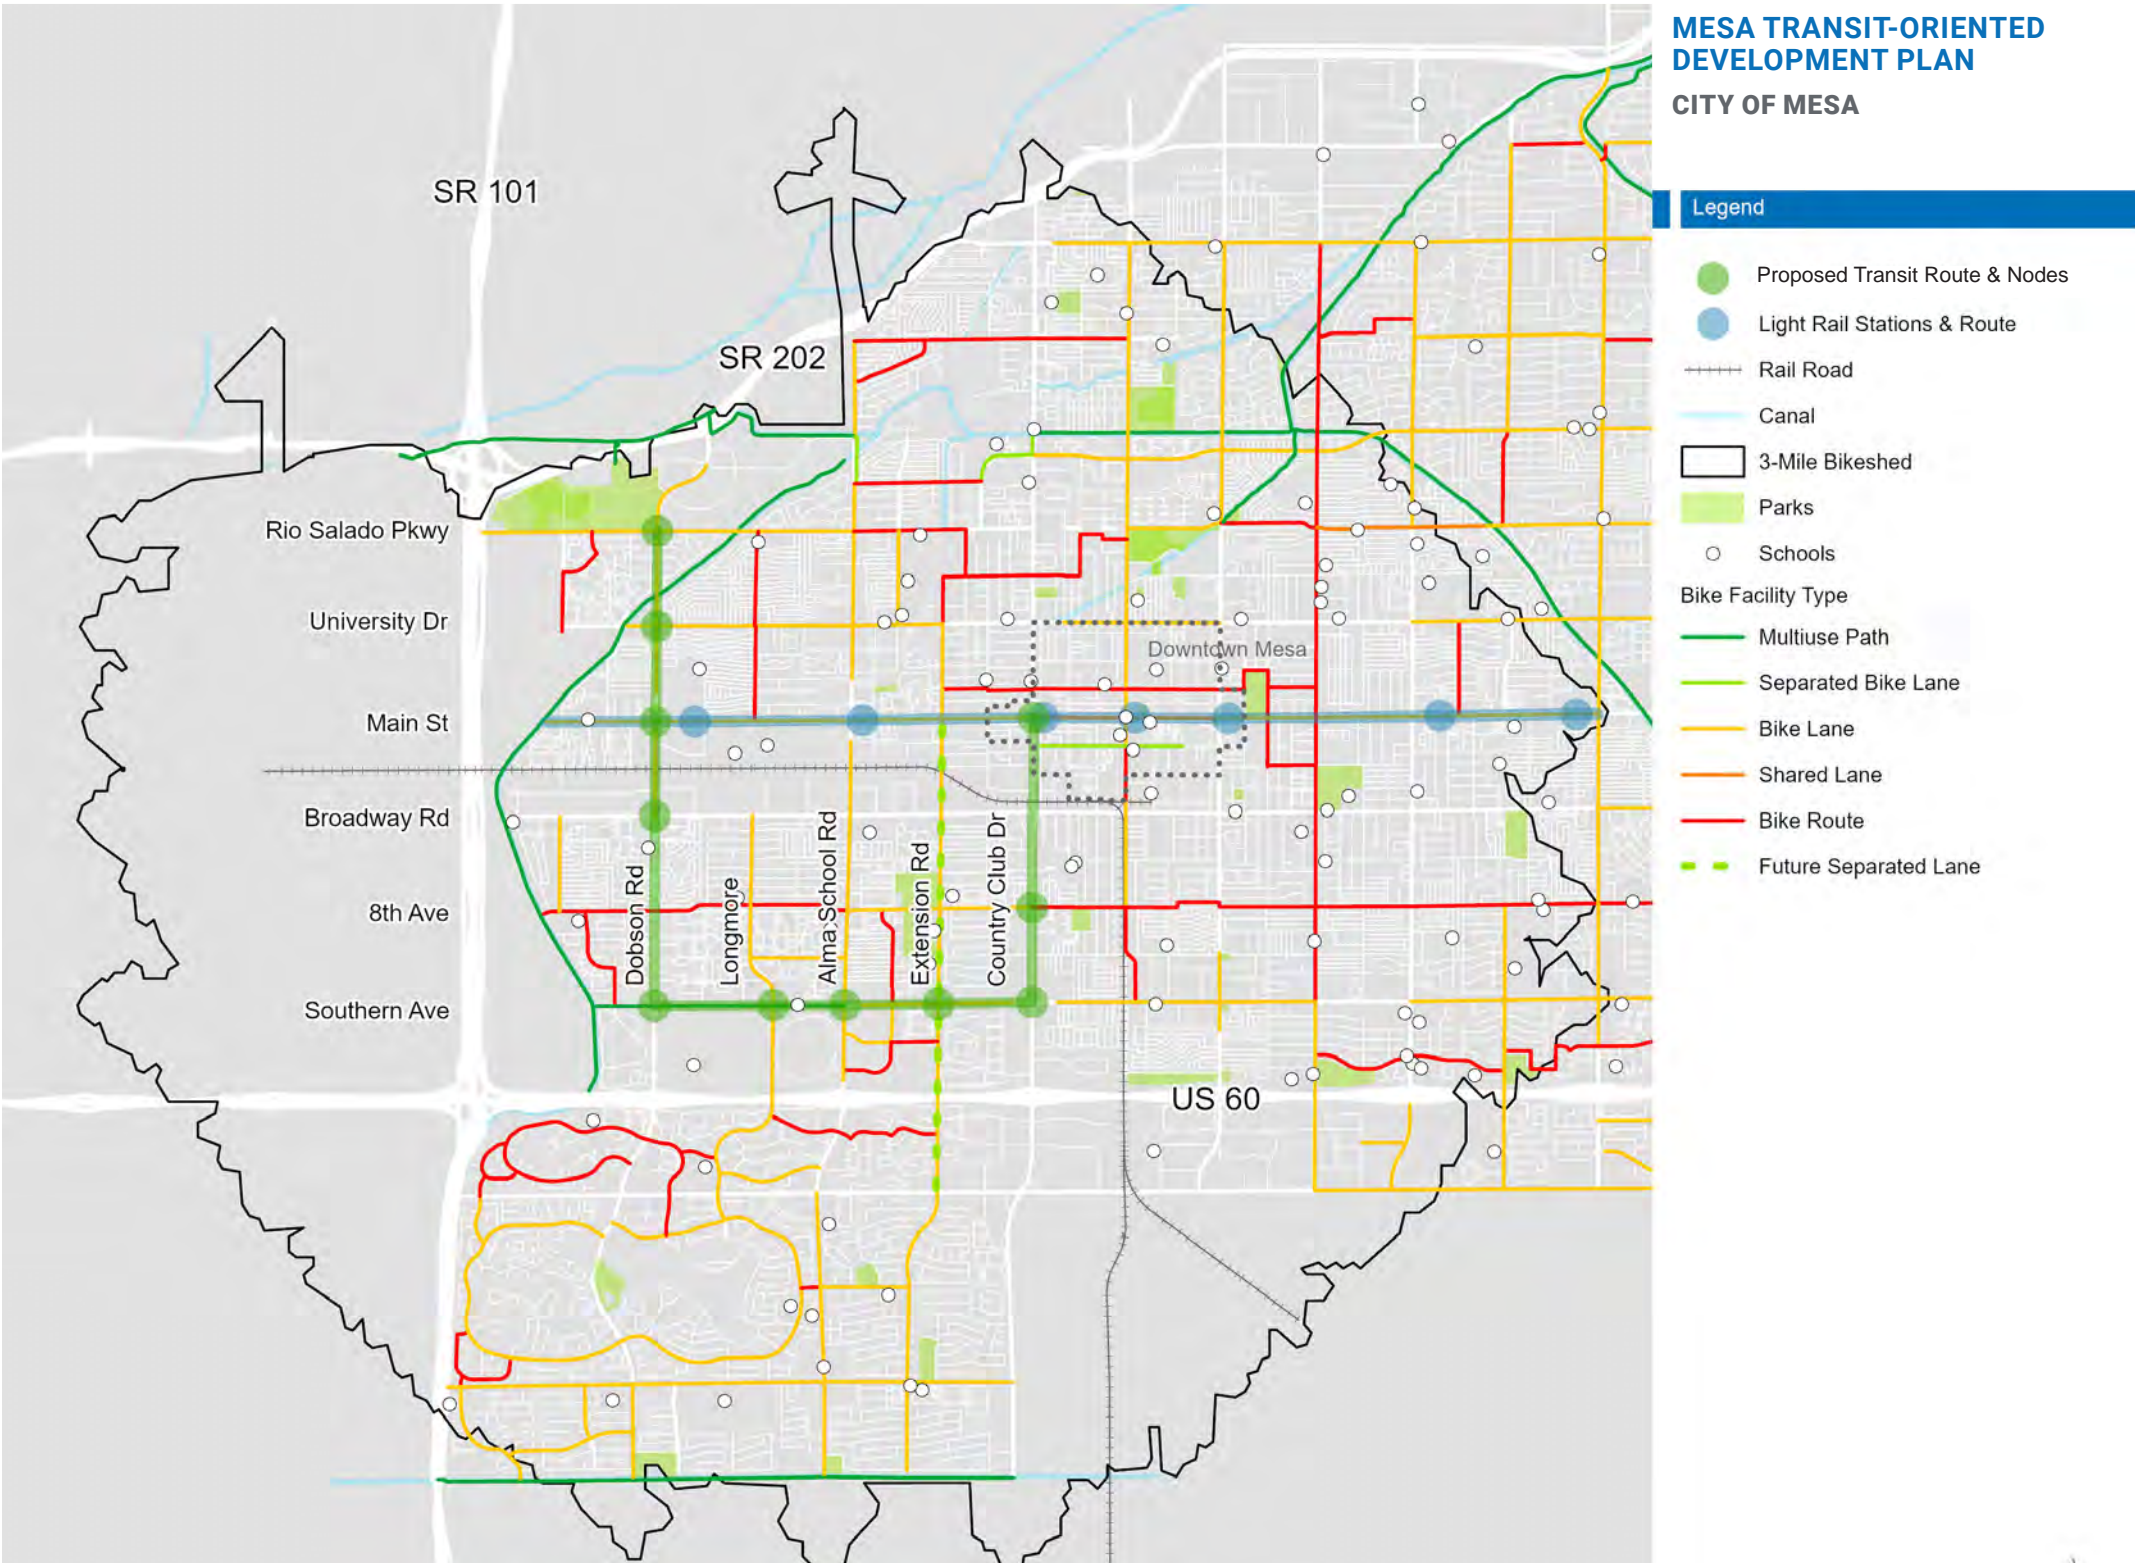 MESA TRANSIT-ORIENTED
DEVELOPMENT PLAN
CITY OF MESA
Legend
Proposed Transit Route & Nodes
Light Rail Stations & Route
Rail Road
Canal
3-Mile Bikeshed
Parks
Schools
Bike Facility Type
Multiuse Path
Separated Bike Lane
Bike Lane
Shared Lane
Bike Route
Future Separated Lane
SR 101
SR 202
Rio Salado Pkwy
University Dr
Downtown Mesa
Main St
Broadway Rd
8th Ave
Southern Ave
Dobson Rd
Longmore
Alma School Rd
Extension Rd
Country Club Dr
US 60